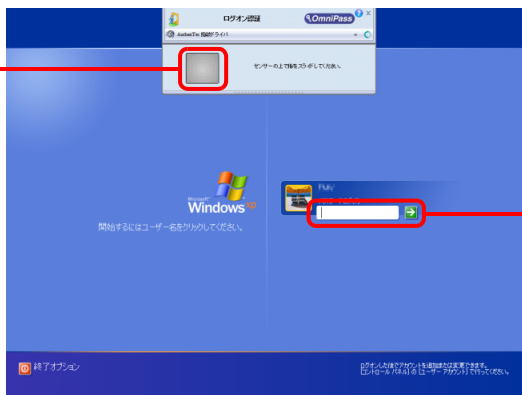 ログオン認証
OmniPass
AuthenTec 指紋ドライバ
センサーの上で指をスライドしてください。
Microsoft
Windows xp
開始するにはユーザー名をクリックしてください。
FMV
終了オプション
ログオンした後でアカウントを追加または変更できます。
[コントロール パネル] の [ユーザー アカウント] で行ってください。